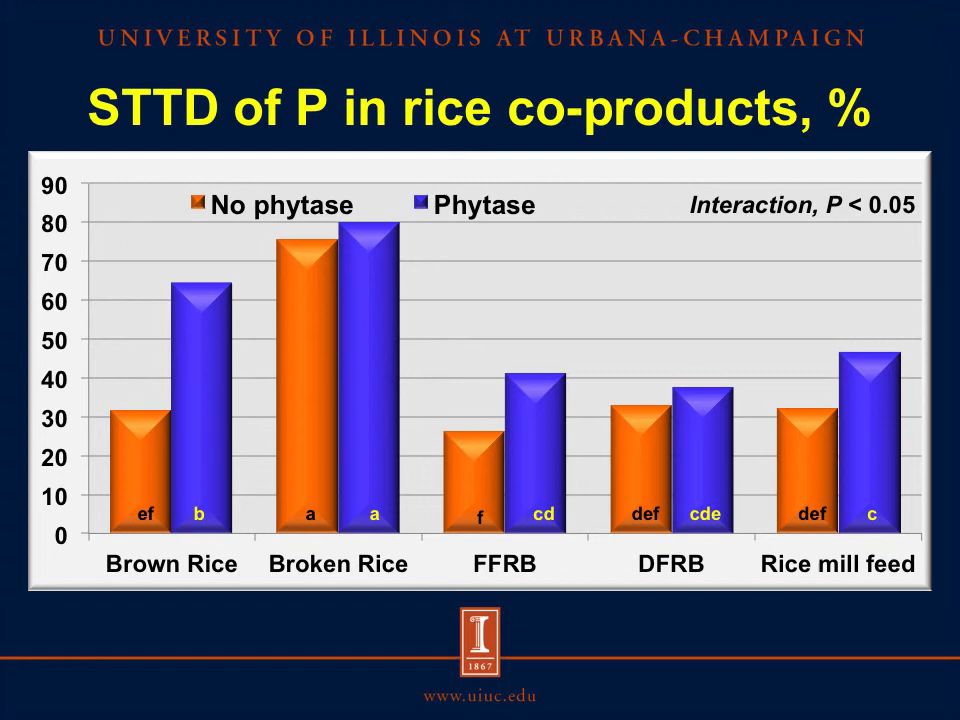 UNIVERSITY OF ILLINOIS AT URBANA-CHAMPAIGN
STTD of P in rice co-products, %
90
80
70
60
50
40
30
20
10
0
No phytase Phytase
Interaction, P < 0.05
ef b a a f cd def cde def c
Brown Rice Broken Rice FFRB DFRB Rice mill feed
I
1867
www.uiuc.edu